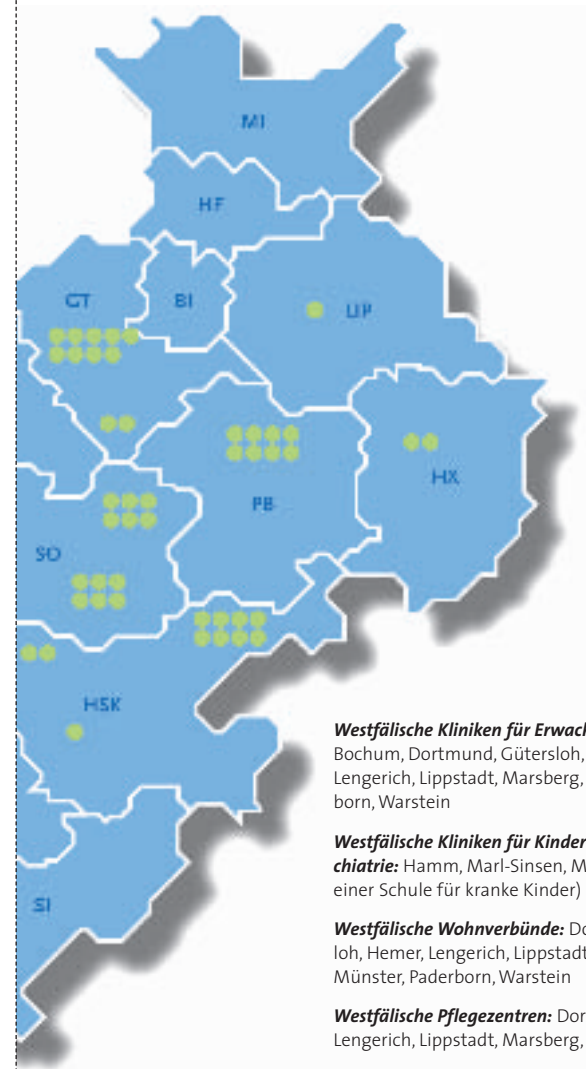 MI
HF
GT
BI
LIP
HX
PB
SO
HSK
SI
Westfälische Kliniken für Erwach
Bochum, Dortmund, Gütersloh,
Lengerich, Lippstadt, Marsberg,
born, Warstein
Westfälische Kliniken für Kinder
chiatrie: Hamm, Marl-Sinsen, M
einer Schule für kranke Kinder)
Westfälische Wohnverbünde: Do
loh, Hemer, Lengerich, Lippstadt
Münster, Paderborn, Warstein
Westfälische Pflegezentren: Dor
Lengerich, Lippstadt, Marsberg,